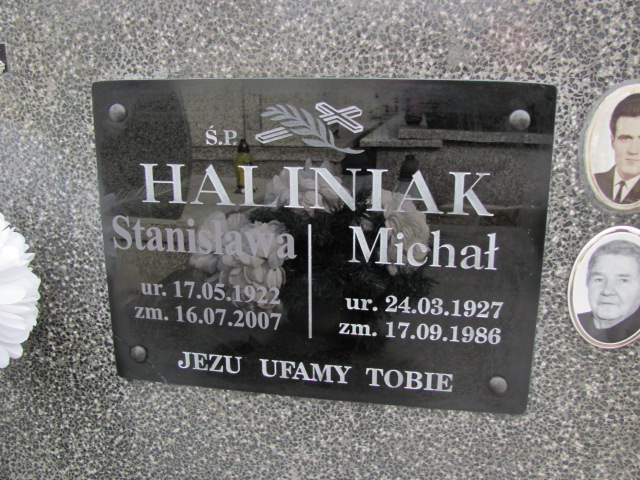 Ś.P.
HALINIAK
Stanisława
ur. 17.05.1922
zm. 16.07.2007
Michał
ur. 24.03.1927
zm. 17.09.1986
JEZU UFAMY TOBIE